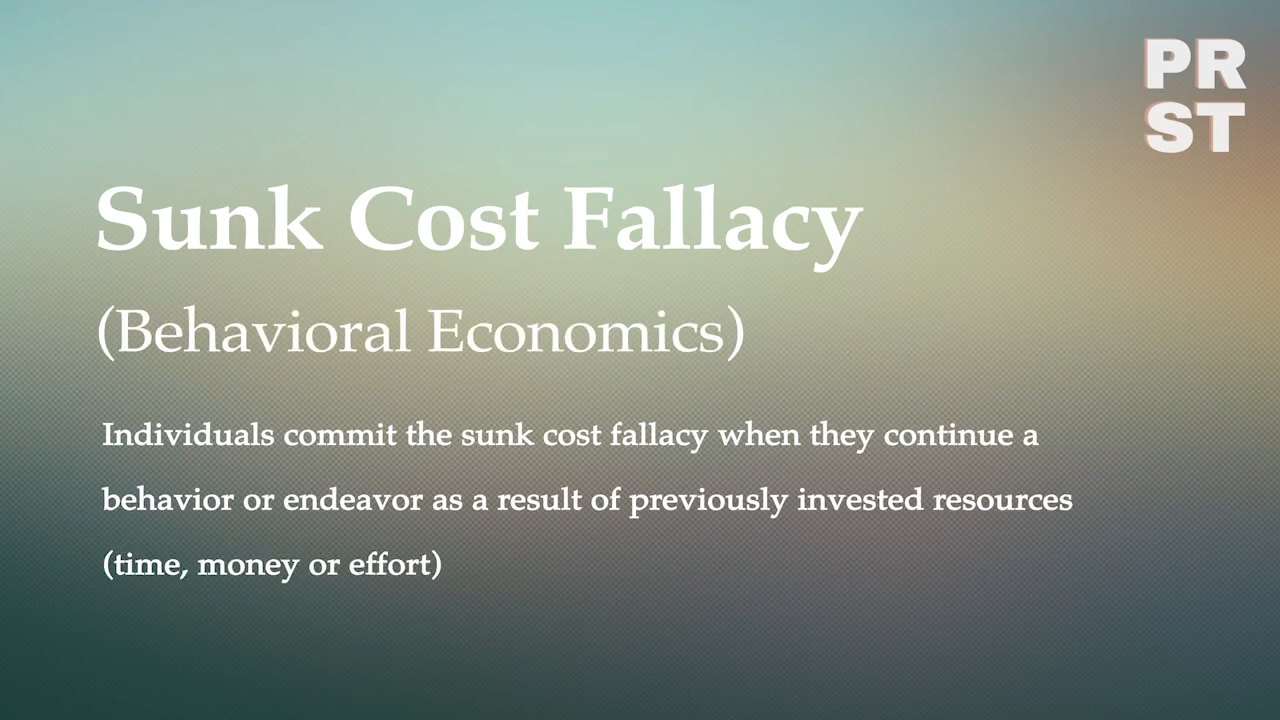 PR
ST
Sunk Cost Fallacy
(Behavioral Economics)
Individuals commit the sunk cost fallacy when they continue a
behavior or endeavor as a result of previously invested resources
(time, money or effort)